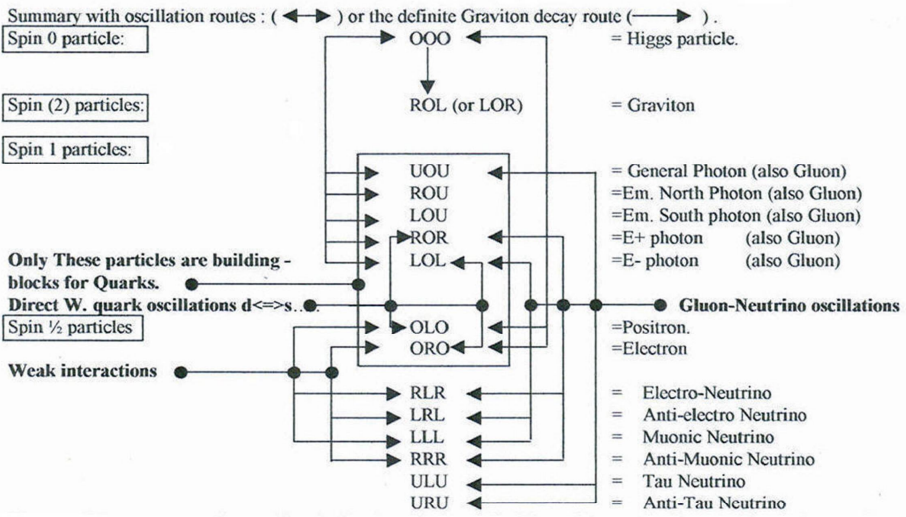 Summary with oscillation routes : ( ◄─► ) or the definite Graviton decay route (──► ) .
Spin 0 particle: OOO = Higgs particle.
Spin (2) particles: ROL (or LOR) = Graviton
Spin 1 particles:
UOU = General Photon (also Gluon)
ROU =Em. North Photon (also Gluon)
LOU =Em. South photon (also Gluon)
ROR =E+ photon (also Gluon)
Only These particles are building - LOL =E- photon (also Gluon)
blocks for Quarks.
Direct W. quark oscillations d<=>s..... Gluon-Neutrino oscillations
Spin ½ particles OLO =Positron.
ORO =Electron
Weak interactions
RLR = Electro-Neutrino
LRL = Anti-electro Neutrino
LLL = Muonic Neutrino
RRR = Anti-Muonic Neutrino
ULU = Tau Neutrino
URU = Anti-Tau Neutrino